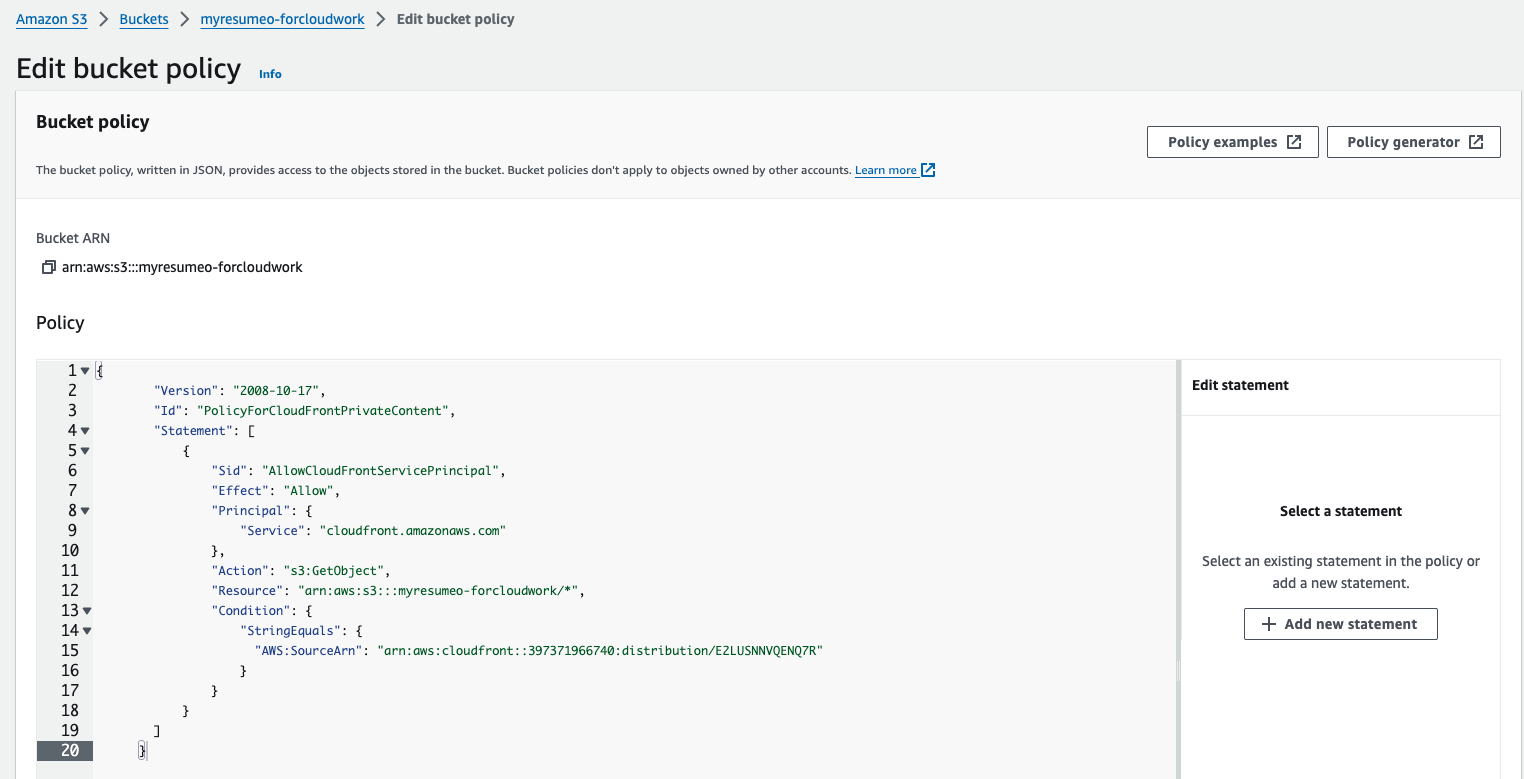 Amazon S3 > Buckets > myresumeo-forcloudwork > Edit bucket policy
Edit bucket policy Info
Bucket policy
Policy examples
Policy generator
The bucket policy, written in JSON, provides access to the objects stored in the bucket. Bucket policies don't apply to objects owned by other accounts. Learn more
Bucket ARN
arn:aws:s3:::myresumeo-forcloudwork
Policy
1 {
2 "Version": "2008-10-17",
3 "Id": "PolicyForCloudFrontPrivateContent",
4 "Statement": [
5 {
6 "Sid": "AllowCloudFrontServicePrincipal",
7 "Effect": "Allow",
8 "Principal": {
9 "Service": "cloudfront.amazonaws.com"
10 },
11 "Action": "s3:GetObject",
12 "Resource": "arn:aws:s3:::myresumeo-forcloudwork/*",
13 "Condition": {
14 "StringEquals": {
15 "AWS:SourceArn": "arn:aws:cloudfront::397371966740:distribution/E2LUSNNVQENQ7R"
16 }
17 }
18 }
19 ]
20 }
Edit statement
Select a statement
Select an existing statement in the policy or
add a new statement.
+ Add new statement